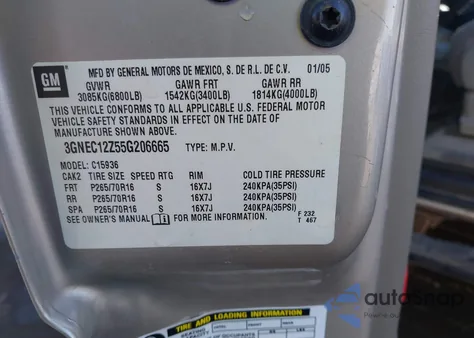 GM
MFD BY GENERAL MOTORS DE MEXICO, S. DE R.L. DE C.V. 01/05
GVWR GAWR FRT GAWR RR
3085KG(6800LB) 1542KG(3400LB) 1814KG(4000LB)
THIS VEHICLE CONFORMS TO ALL APPLICABLE U.S. FEDERAL MOTOR
VEHICLE SAFETY STANDARDS IN EFFECT ON THE DATE OF
MANUFACTURE SHOWN ABOVE.
3GNEC12Z55G206665 TYPE: M.P.V.
MODEL: C15936
CAK2 TIRE SIZE SPEED RTG RIM COLD TIRE PRESSURE
FRT P265/70R16 S 16X7J 240KPA(35PSI)
RR P265/70R16 S 16X7J 240KPA(35PSI)
SPA P265/70R16 S 16X7J 240KPA(35PSI)
SEE OWNER'S MANUAL FOR MORE INFORMATION. F 232
T 467
TIRE AND LOADING INFORMATION
autosnap